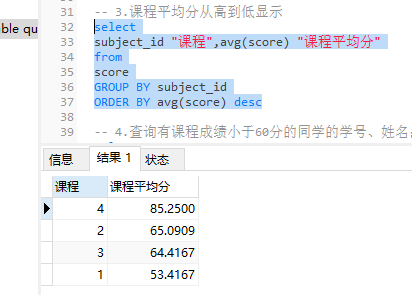 ble qu
31 -- 3.课程平均分从高到低显示
32 select
33 subject_id "课程",avg(score) "课程平均分"
34 from
35 score
36 GROUP BY subject_id
37 ORDER BY avg(score) desc
38
39 -- 4.查询有课程成绩小于60分的同学的学号、姓名
信息 结果 1 状态
课程 课程平均分
4 85.2500
2 65.0909
3 64.4167
1 53.4167